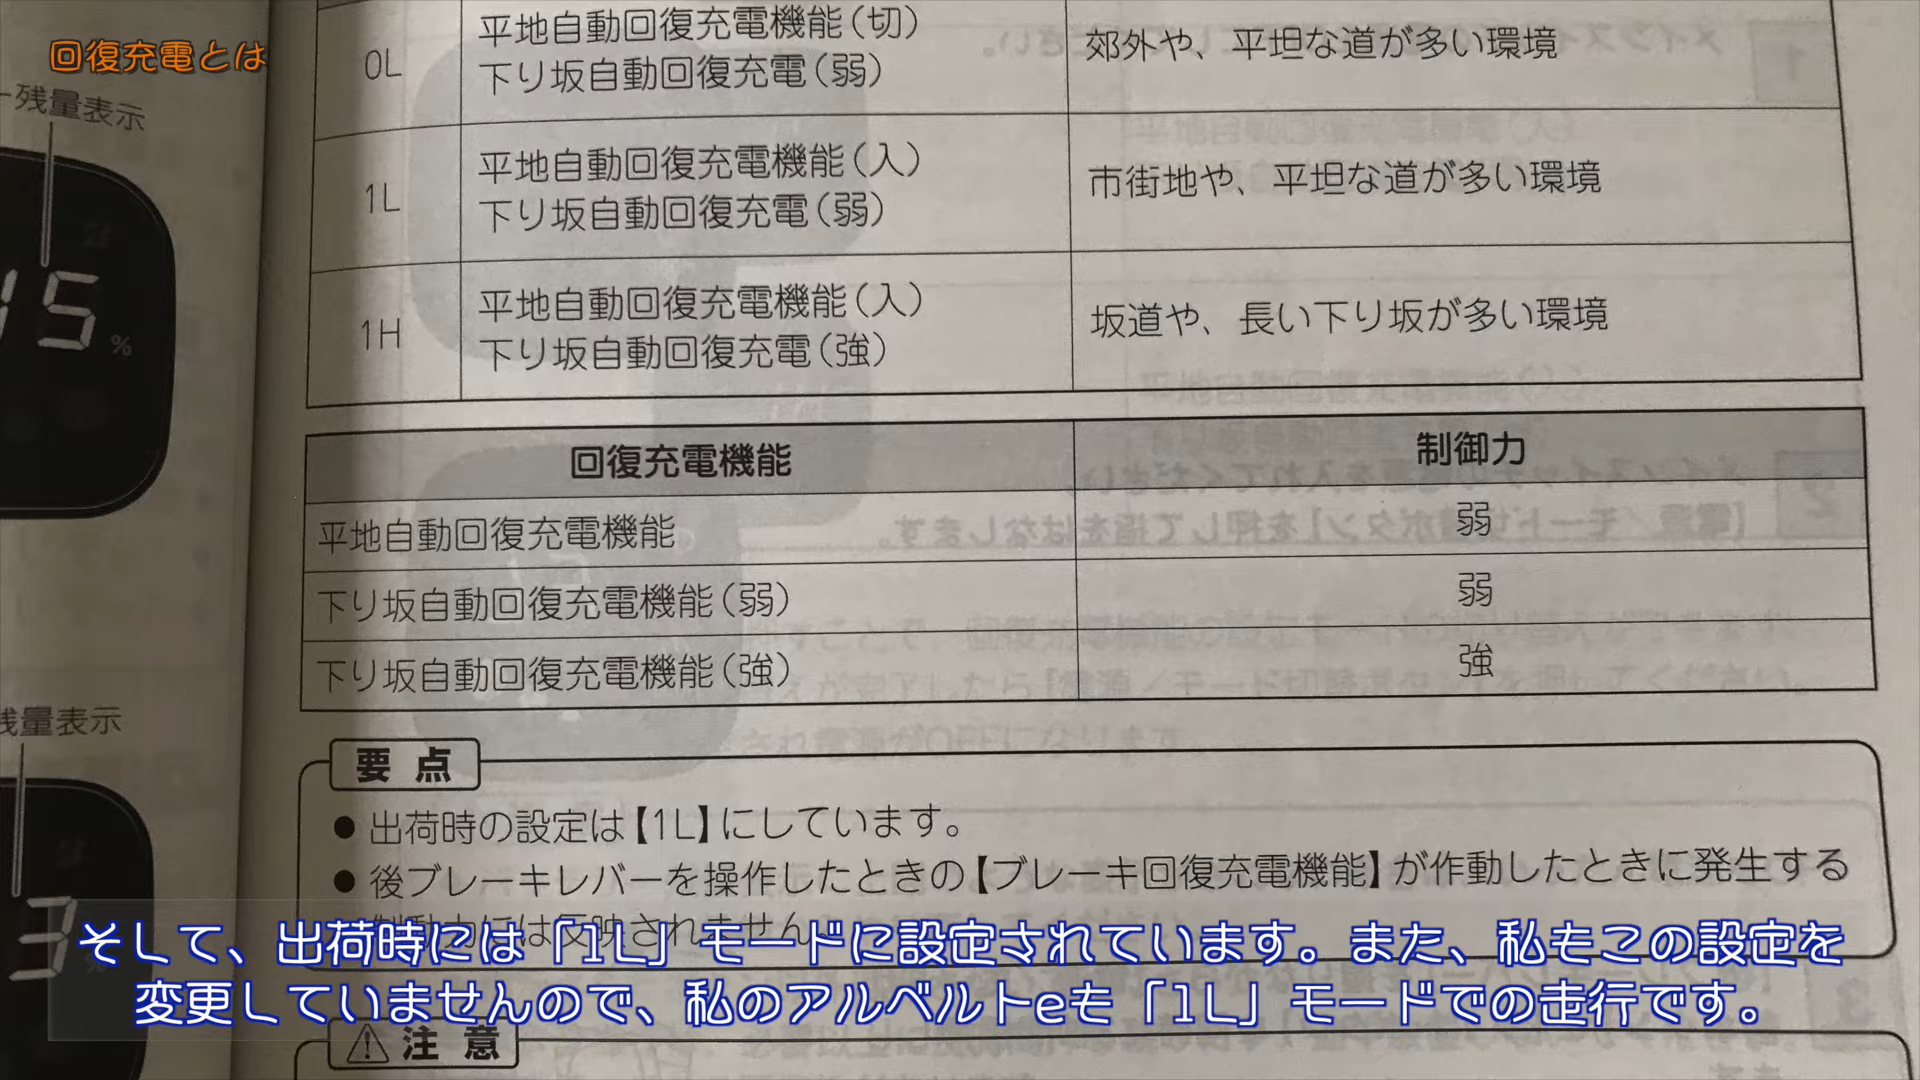 回復充電とは
残量表示
15%
残量表示
3
0L
平地自動回復充電機能(切)
下り坂自動回復充電(弱)
郊外や、平坦な道が多い環境
1L
平地自動回復充電機能(入)
下り坂自動回復充電(弱)
市街地や、平坦な道が多い環境
1H
平地自動回復充電機能(入)
下り坂自動回復充電(強)
坂道や、長い下り坂が多い環境
回復充電機能
制御力
平地自動回復充電機能
弱
下り坂自動回復充電機能(弱)
弱
下り坂自動回復充電機能(強)
強
要点
●出荷時の設定は【1L】にしています。
●後ブレーキレバーを操作したときの【ブレーキ回復充電機能】が作動したときに発生する
制動力には反映されません。
そして、出荷時には「1L」モードに設定されています。また、私もこの設定を
変更していませんので、私のアルベルトeも「1L」モードでの走行です。
⚠注意